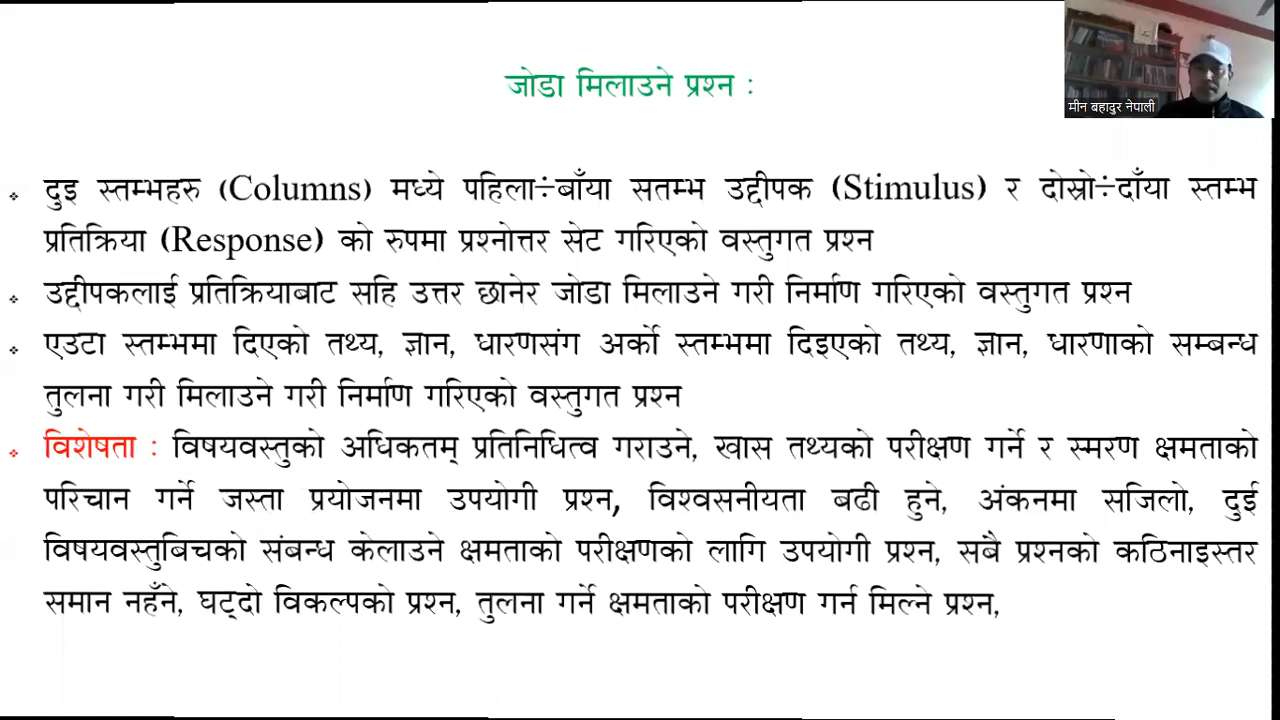 जोडा मिलाउने प्रश्न :
मीन बहादुर नेपाली
दुइ स्तम्भहरु (Columns) मध्ये पहिला÷बाँया सतम्भ उद्दीपक (Stimulus) र दोस्रो÷दाँया स्तम्भ
प्रतिक्रिया (Response) को रुपमा प्रश्नोत्तर सेट गरिएको वस्तुगत प्रश्न
उद्दीपकलाई प्रतिक्रियाबाट सहि उत्तर छानेर जोडा मिलाउने गरी निर्माण गरिएको वस्तुगत प्रश्न
एउटा स्तम्भमा दिएको तथ्य, ज्ञान, धारणसंग अर्को स्तम्भमा दिइएको तथ्य, ज्ञान, धारणाको सम्बन्ध
तुलना गरी मिलाउने गरी निर्माण गरिएको वस्तुगत प्रश्न
विशेषता : विषयवस्तुको अधिकतम् प्रतिनिधित्व गराउने, खास तथ्यको परीक्षण गर्ने र स्मरण क्षमताको
परिचान गर्ने जस्ता प्रयोजनमा उपयोगी प्रश्न, विश्वसनीयता बढी हुने, अंकनमा सजिलो, दुई
विषयवस्तुबिचको संबन्ध केलाउने क्षमताको परीक्षणको लागि उपयोगी प्रश्न, सबै प्रश्नको कठिनाइस्तर
समान नहँने, घट्दो विकल्पको प्रश्न, तुलना गर्ने क्षमताको परीक्षण गर्न मिल्ने प्रश्न,